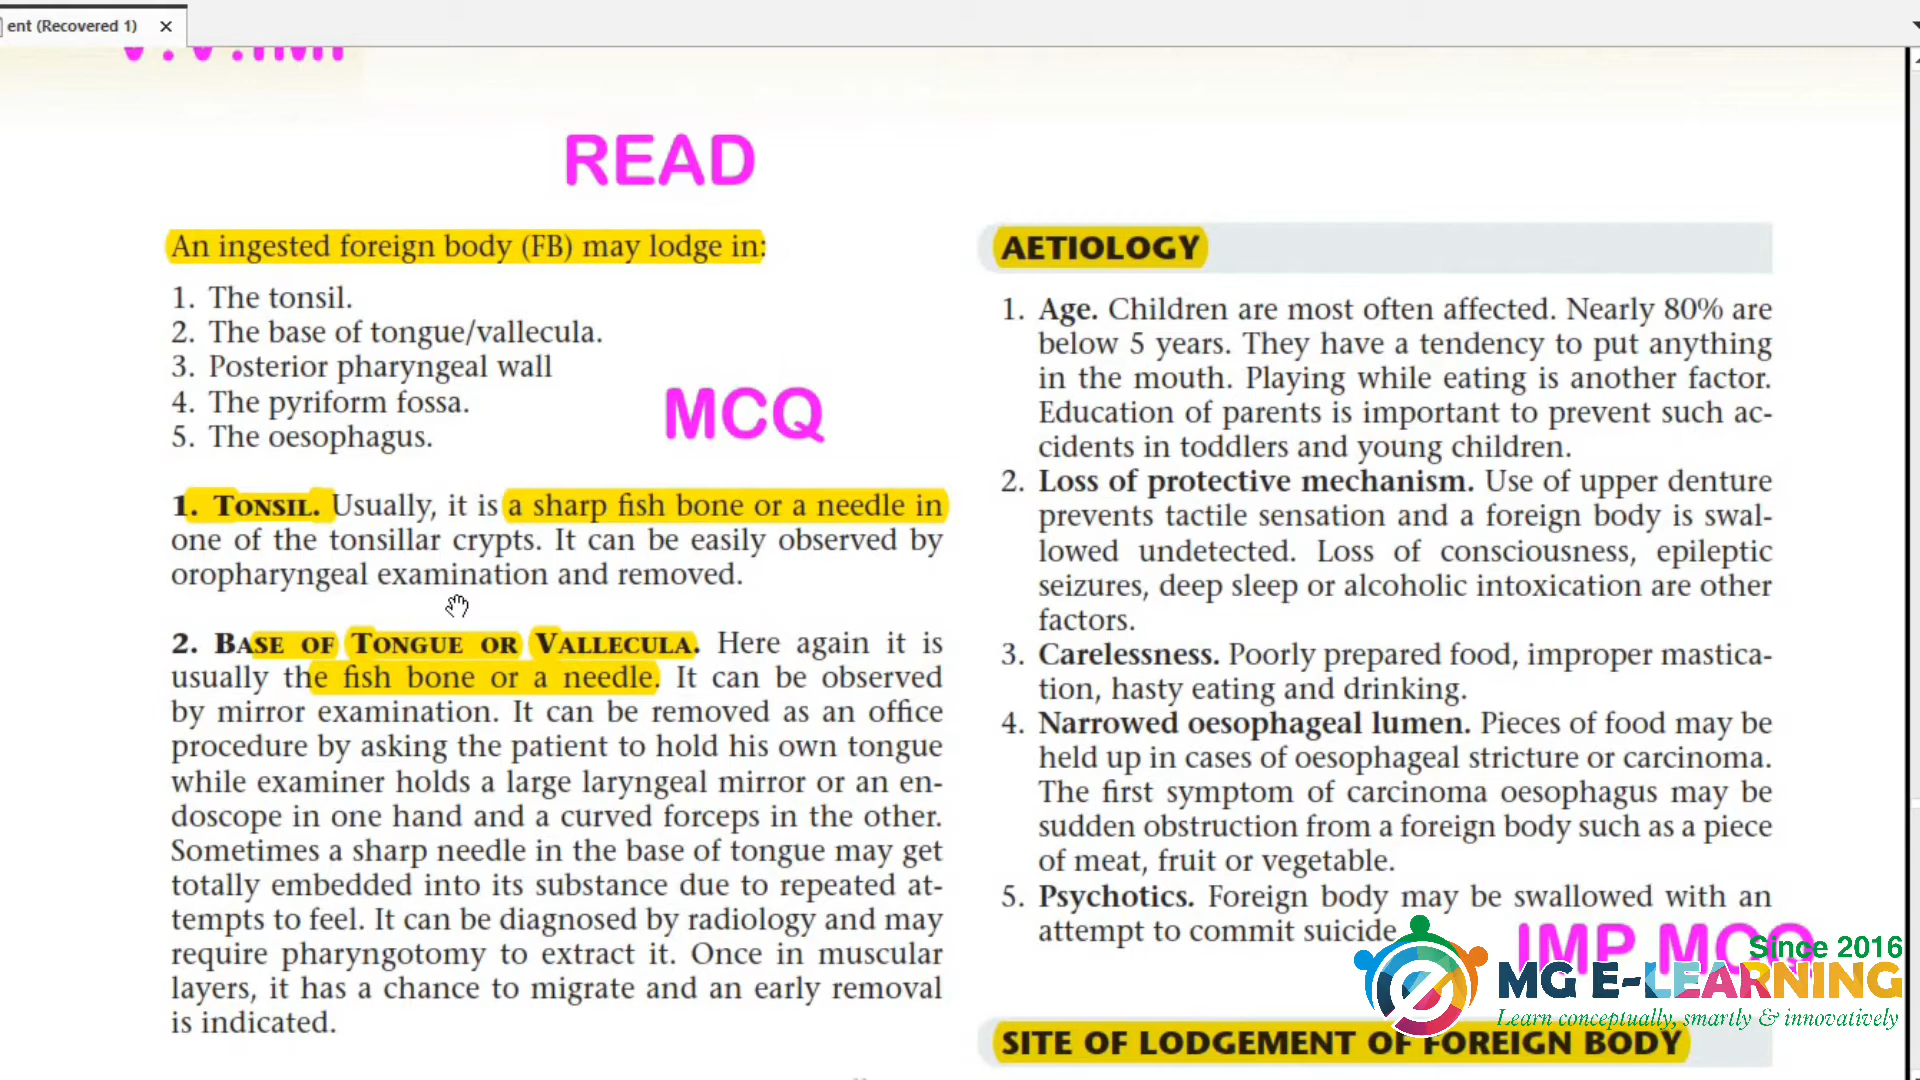 ent (Recovered 1)
V.V.IMP
READ
An ingested foreign body (FB) may lodge in:
1. The tonsil.
2. The base of tongue/vallecula.
3. Posterior pharyngeal wall
4. The pyriform fossa.
5. The oesophagus.
MCQ
1. TONSIL. Usually, it is a sharp fish bone or a needle in
one of the tonsillar crypts. It can be easily observed by
oropharyngeal examination and removed.
2. BASE OF TONGUE OR VALLECULA. Here again it is
usually the fish bone or a needle. It can be observed
by mirror examination. It can be removed as an office
procedure by asking the patient to hold his own tongue
while examiner holds a large laryngeal mirror or an en-
doscope in one hand and a curved forceps in the other.
Sometimes a sharp needle in the base of tongue may get
totally embedded into its substance due to repeated at-
tempts to feel. It can be diagnosed by radiology and may
require pharyngotomy to extract it. Once in muscular
layers, it has a chance to migrate and an early removal
is indicated.
AETIOLOGY
1. Age. Children are most often affected. Nearly 80% are
below 5 years. They have a tendency to put anything
in the mouth. Playing while eating is another factor.
Education of parents is important to prevent such ac-
cidents in toddlers and young children.
2. Loss of protective mechanism. Use of upper denture
prevents tactile sensation and a foreign body is swal-
lowed undetected. Loss of consciousness, epileptic
seizures, deep sleep or alcoholic intoxication are other
factors.
3. Carelessness. Poorly prepared food, improper mastica-
tion, hasty eating and drinking.
4. Narrowed oesophageal lumen. Pieces of food may be
held up in cases of oesophageal stricture or carcinoma.
The first symptom of carcinoma oesophagus may be
sudden obstruction from a foreign body such as a piece
of meat, fruit or vegetable.
5. Psychotics. Foreign body may be swallowed with an
attempt to commit suicide.
IMP MCQ
Since 2016
MG E-LEARNING
Learn conceptually, smartly & innovatively
SITE OF LODGEMENT OF FOREIGN BODY